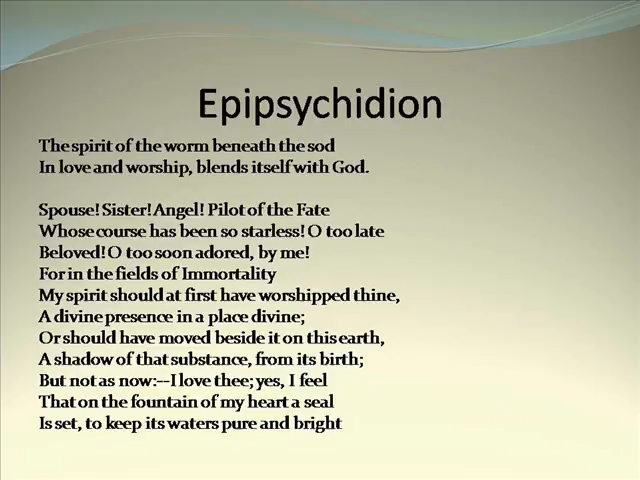 Epipsychidion
The spirit of the worm beneath the sod
In love and worship, blends itself with God.
Spouse! Sister! Angel! Pilot of the Fate
Whose course has been so starless! O too late
Beloved! O too soon adored, by me!
For in the fields of Immortality
My spirit should at first have worshipped thine,
A divine presence in a place divine;
Or should have moved beside it on this earth,
A shadow of that substance, from its birth;
But not as now:--I love thee; yes, I feel
That on the fountain of my heart a seal
Is set, to keep its waters pure and bright